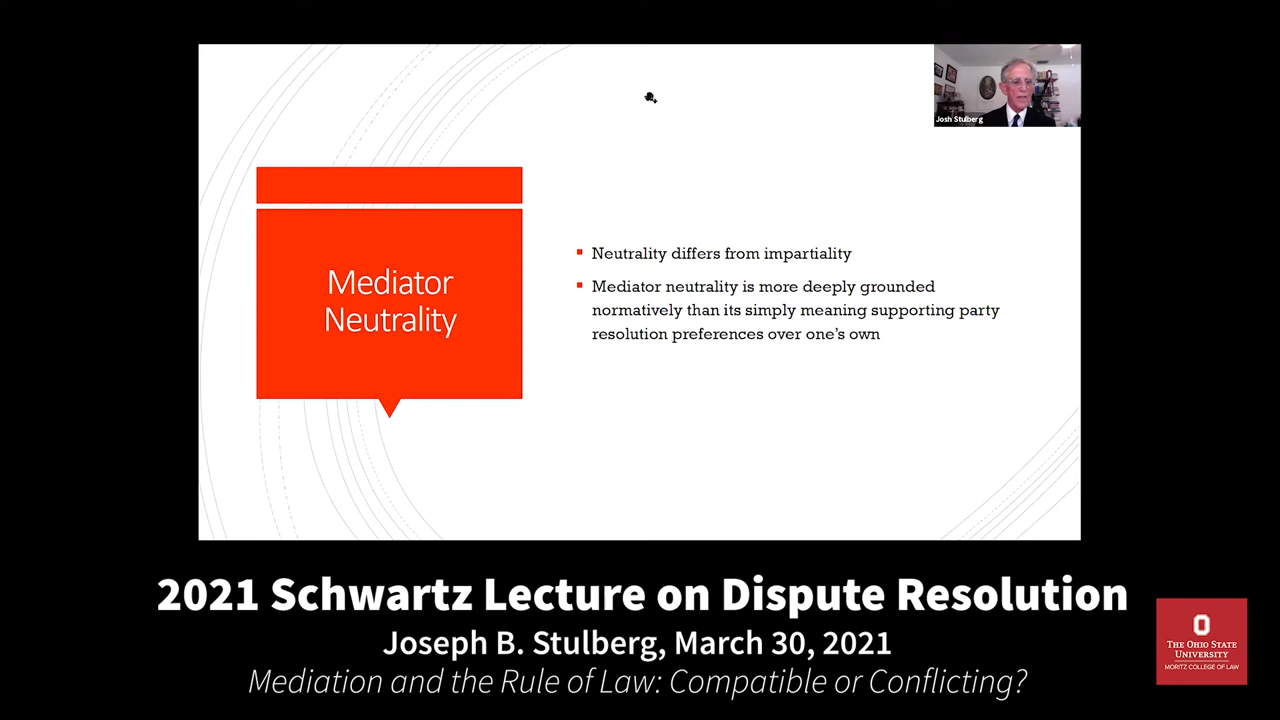 Josh Stulberg
Mediator
Neutrality
Neutrality differs from impartiality
Mediator neutrality is more deeply grounded
normatively than its simply meaning supporting party
resolution preferences over one's own
2021 Schwartz Lecture on Dispute Resolution
Joseph B. Stulberg, March 30, 2021
Mediation and the Rule of Law: Compatible or Conflicting?
THE OHIO STATE
UNIVERSITY
MORITZ COLLEGE OF LAW